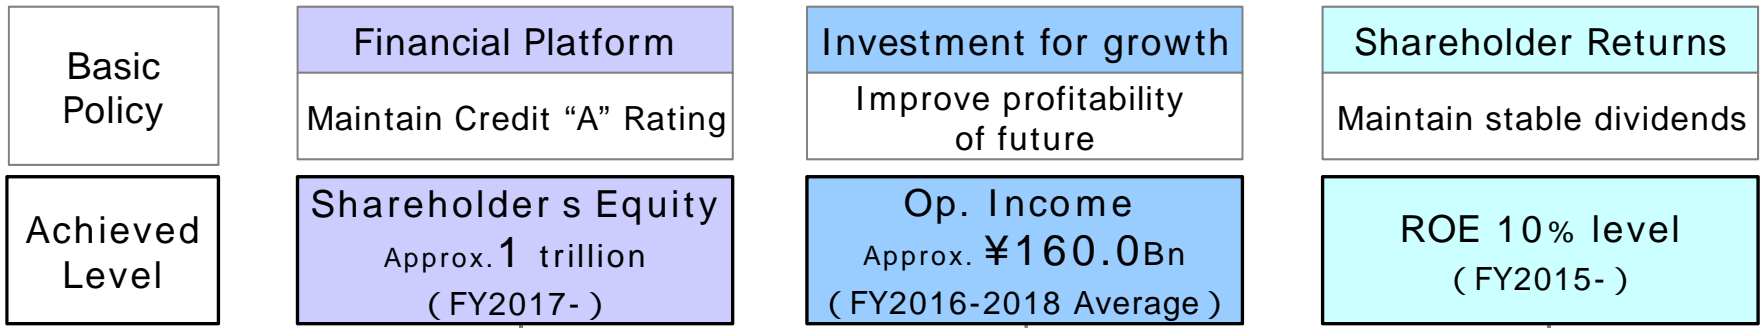 Basic
Policy
Financial Platform
Maintain Credit “A” Rating
Investment for growth
Improve profitability
of future
Shareholder Returns
Maintain stable dividends
Achieved
Level
Shareholder s Equity
Approx. 1 trillion
(FY2017-)
Op. Income
Approx. ¥160.0Bn
(FY2016-2018 Average)
ROE 10% level
(FY2015-)